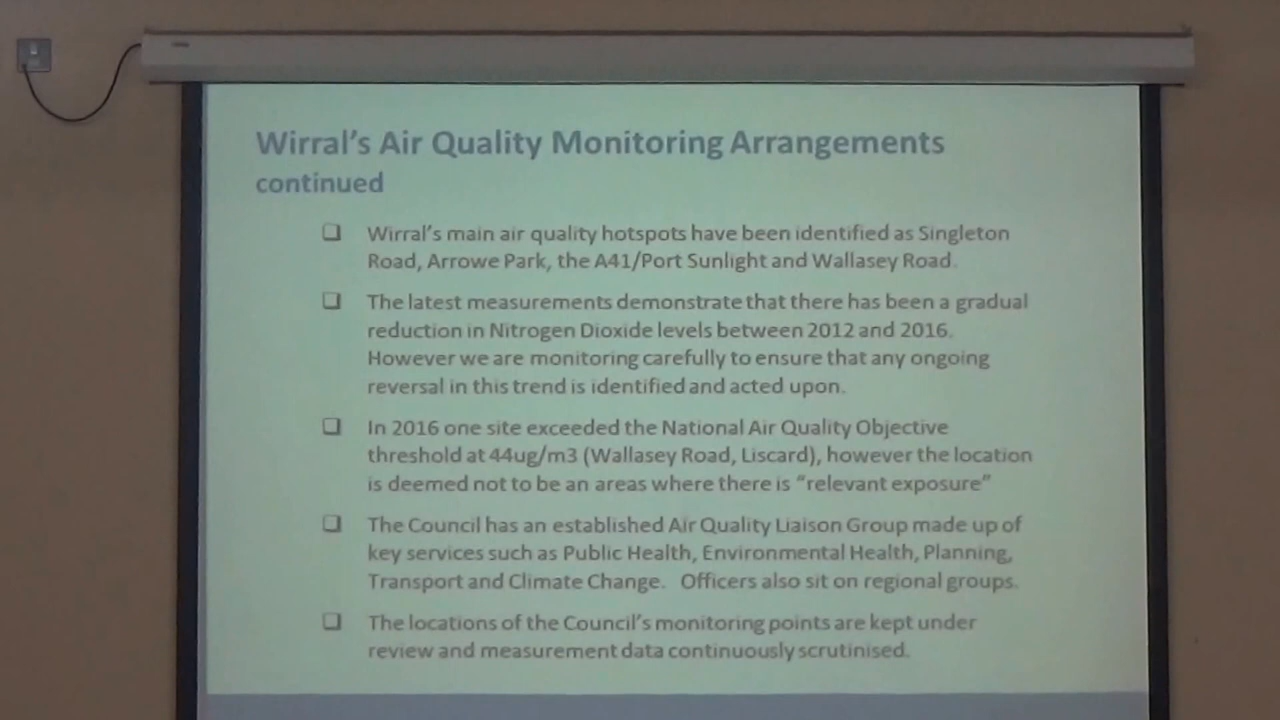 Wirral's Air Quality Monitoring Arrangements
continued
❑ Wirral's main air quality hotspots have been identified as Singleton
Road, Arrowe Park, the A41/Port Sunlight and Wallasey Road.
❑ The latest measurements demonstrate that there has been a gradual
reduction in Nitrogen Dioxide levels between 2012 and 2016.
However we are monitoring carefully to ensure that any ongoing
reversal in this trend is identified and acted upon.
❑ In 2016 one site exceeded the National Air Quality Objective
threshold at 44ug/m3 (Wallasey Road, Liscard), however the location
is deemed not to be an areas where there is “relevant exposure”
❑ The Council has an established Air Quality Liaison Group made up of
key services such as Public Health, Environmental Health, Planning,
Transport and Climate Change. Officers also sit on regional groups.
❑ The locations of the Council's monitoring points are kept under
review and measurement data continuously scrutinised.